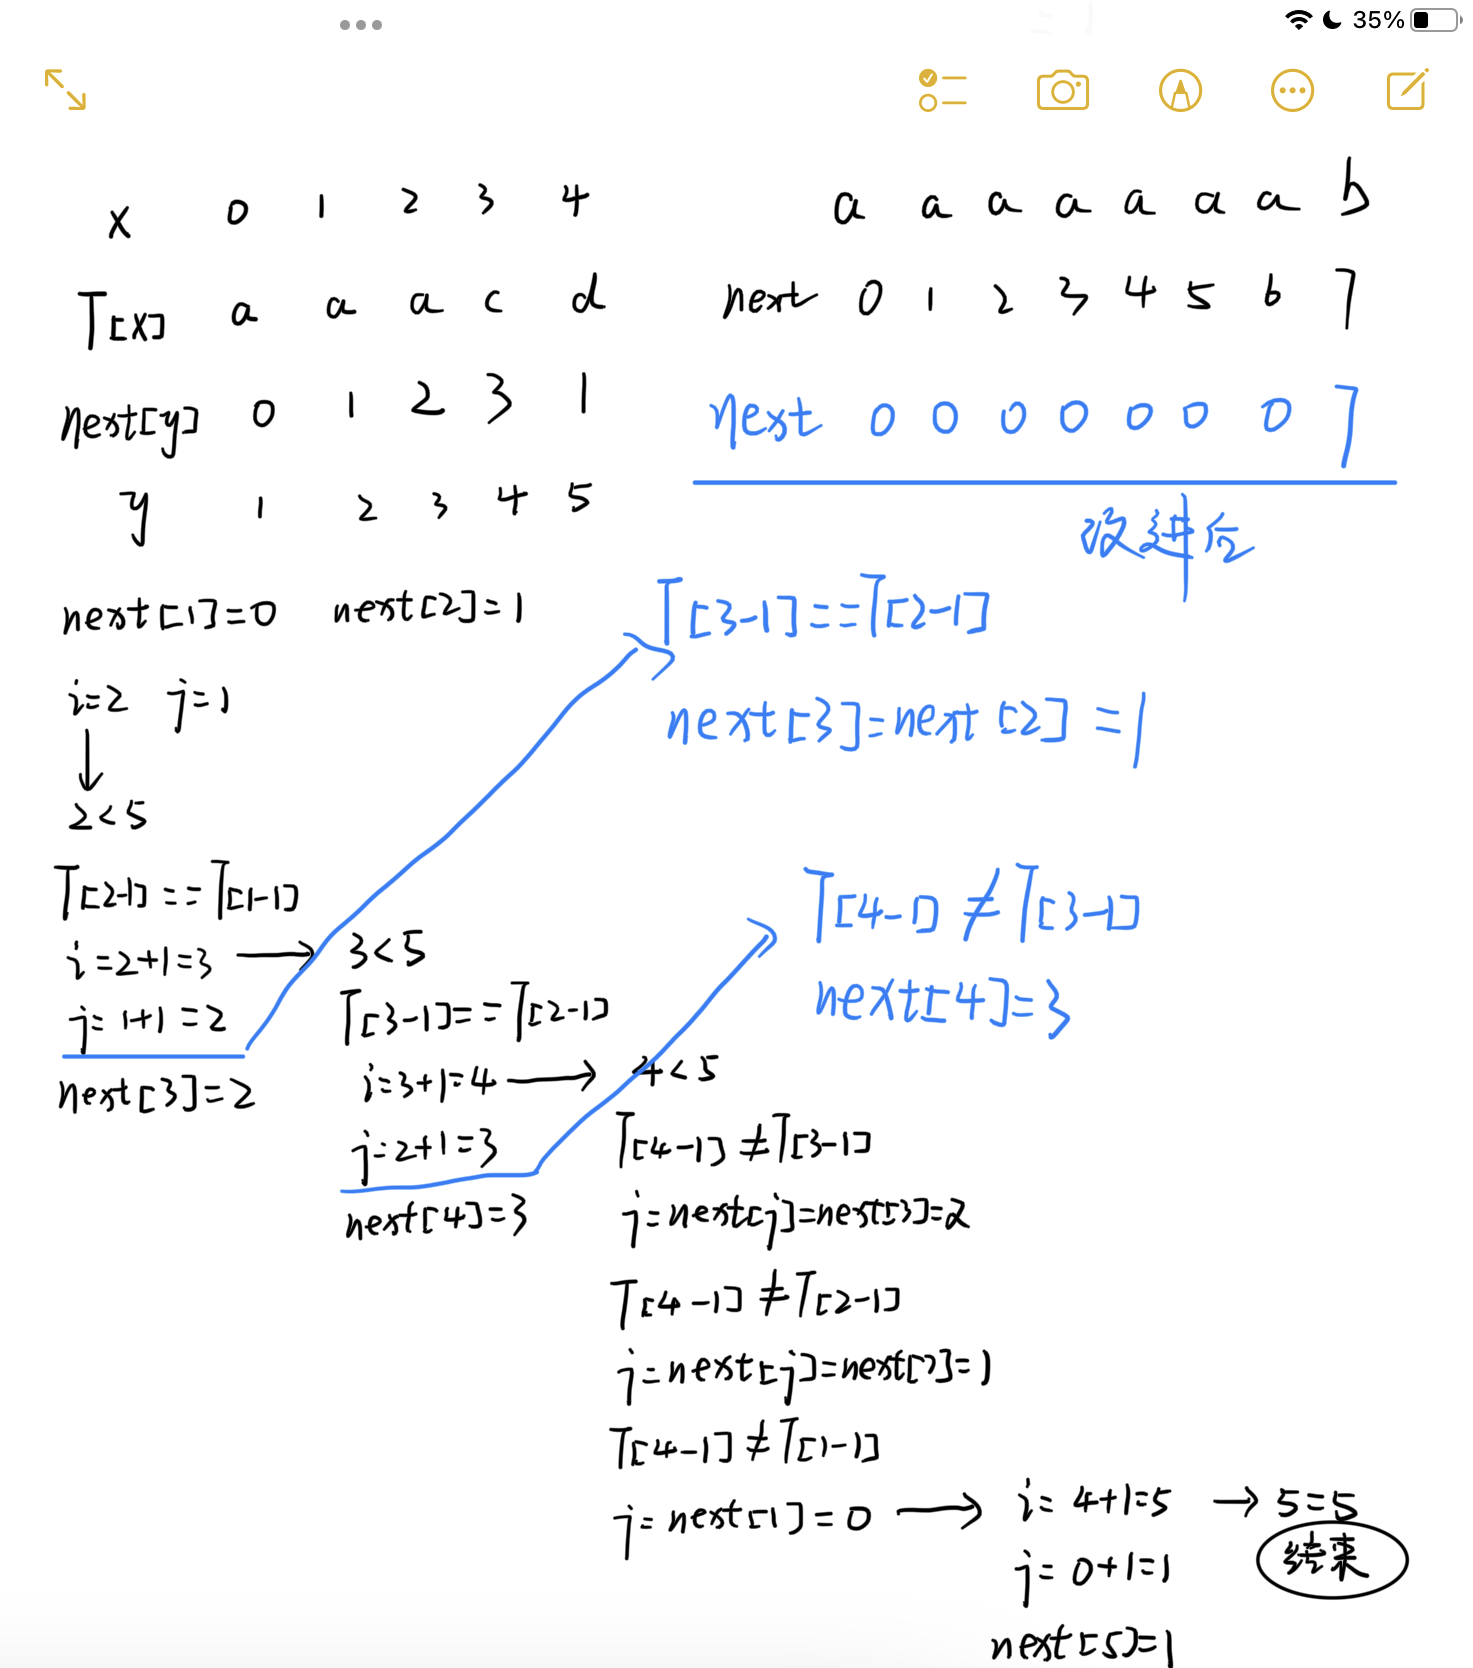 35%
x 0 1 2 3 4
T[x] a a a c d
next[y] 0 1 2 3 1
y 1 2 3 4 5
a a a a a a a b
next 0 1 2 3 4 5 6 7
next 0 0 0 0 0 0 0 7
改进后
next[1]=0 next[2]=1
i=2 j=1
↓
2<5
T[2-1]==T[1-1]
i=2+1=3 →
j=1+1=2
next[3]=2
T[3-1]==T[2-1]
next[3]=next[2]=1
3<5
T[3-1]==T[2-1]
i=3+1=4 →
j=2+1=3
next[4]=3
T[4-1]≠T[3-1]
next[4]=3
4<5
T[4-1]≠T[3-1]
j=next[j]=next[3]=2
T[4-1]≠T[2-1]
j=next[j]=next[2]=1
T[4-1]≠T[1-1]
j=next[1]=0 →
i=4+1=5 → 5=5
j=0+1=1
结束
next[5]=1